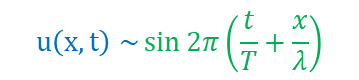 u(x, t) ~ sin 2π (t/T + x/λ)